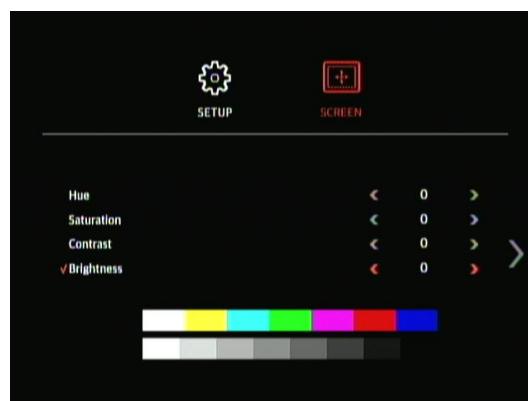 SETUP SCREEN
Hue 0
Saturation 0
Contrast 0
√ Brightness 0